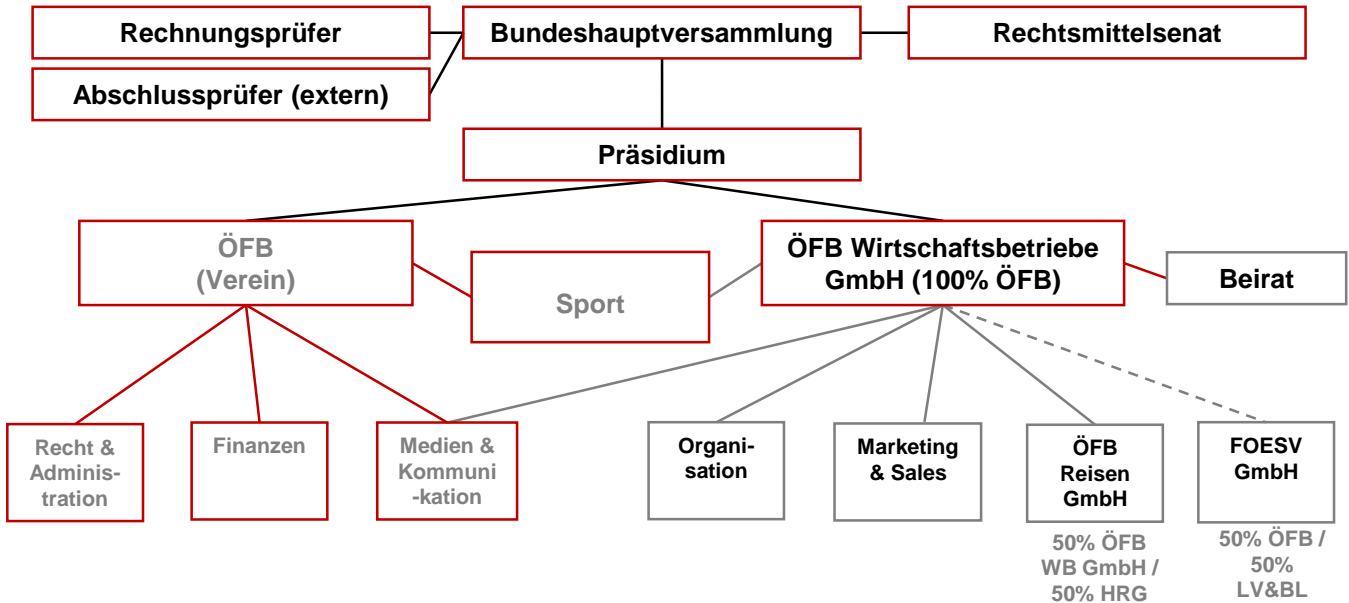 Rechnungsprüfer
Bundeshauptversammlung
Rechtsmittelsenat
Abschlussprüfer (extern)
Präsidium
ÖFB
(Verein)
Sport
ÖFB Wirtschaftsbetriebe
GmbH (100% ÖFB)
Beirat
Recht &
Adminis-
tration
Finanzen
Medien &
Kommuni
-kation
Organi-
sation
Marketing
& Sales
ÖFB
Reisen
GmbH
FOESV
GmbH
50% ÖFB
WB GmbH /
50% HRG
50% ÖFB /
50%
LV&BL